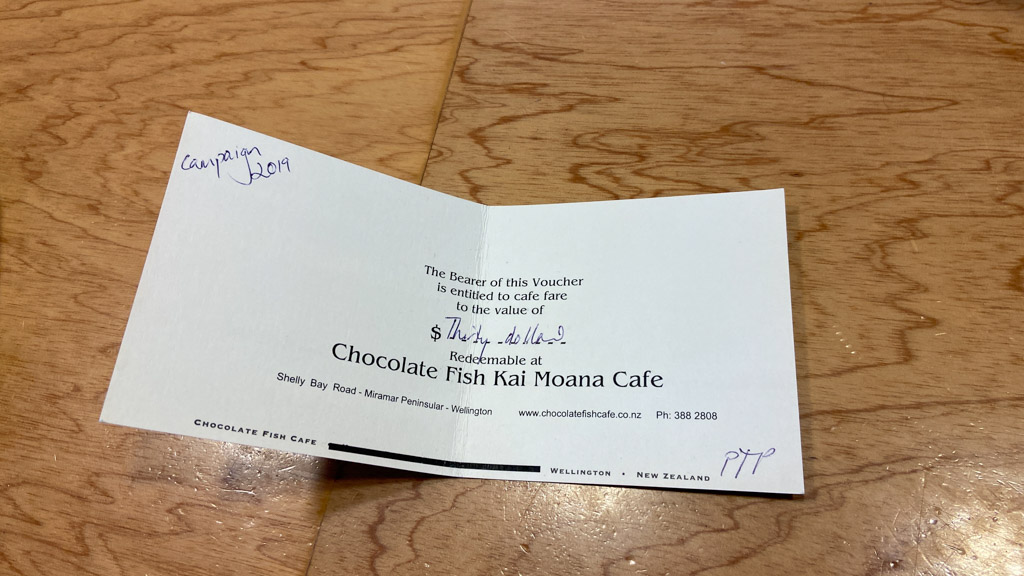 campaign
2019
The Bearer of this Voucher
is entitled to cafe fare
to the value of
$ Thirty dollars
Redeemable at
Chocolate Fish Kai Moana Cafe
Shelly Bay Road - Miramar Peninsular - Wellington www.chocolatefishcafe.co.nz Ph: 388 2808
CHOCOLATE FISH CAFE WELLINGTON • NEW ZEALAND
PTP